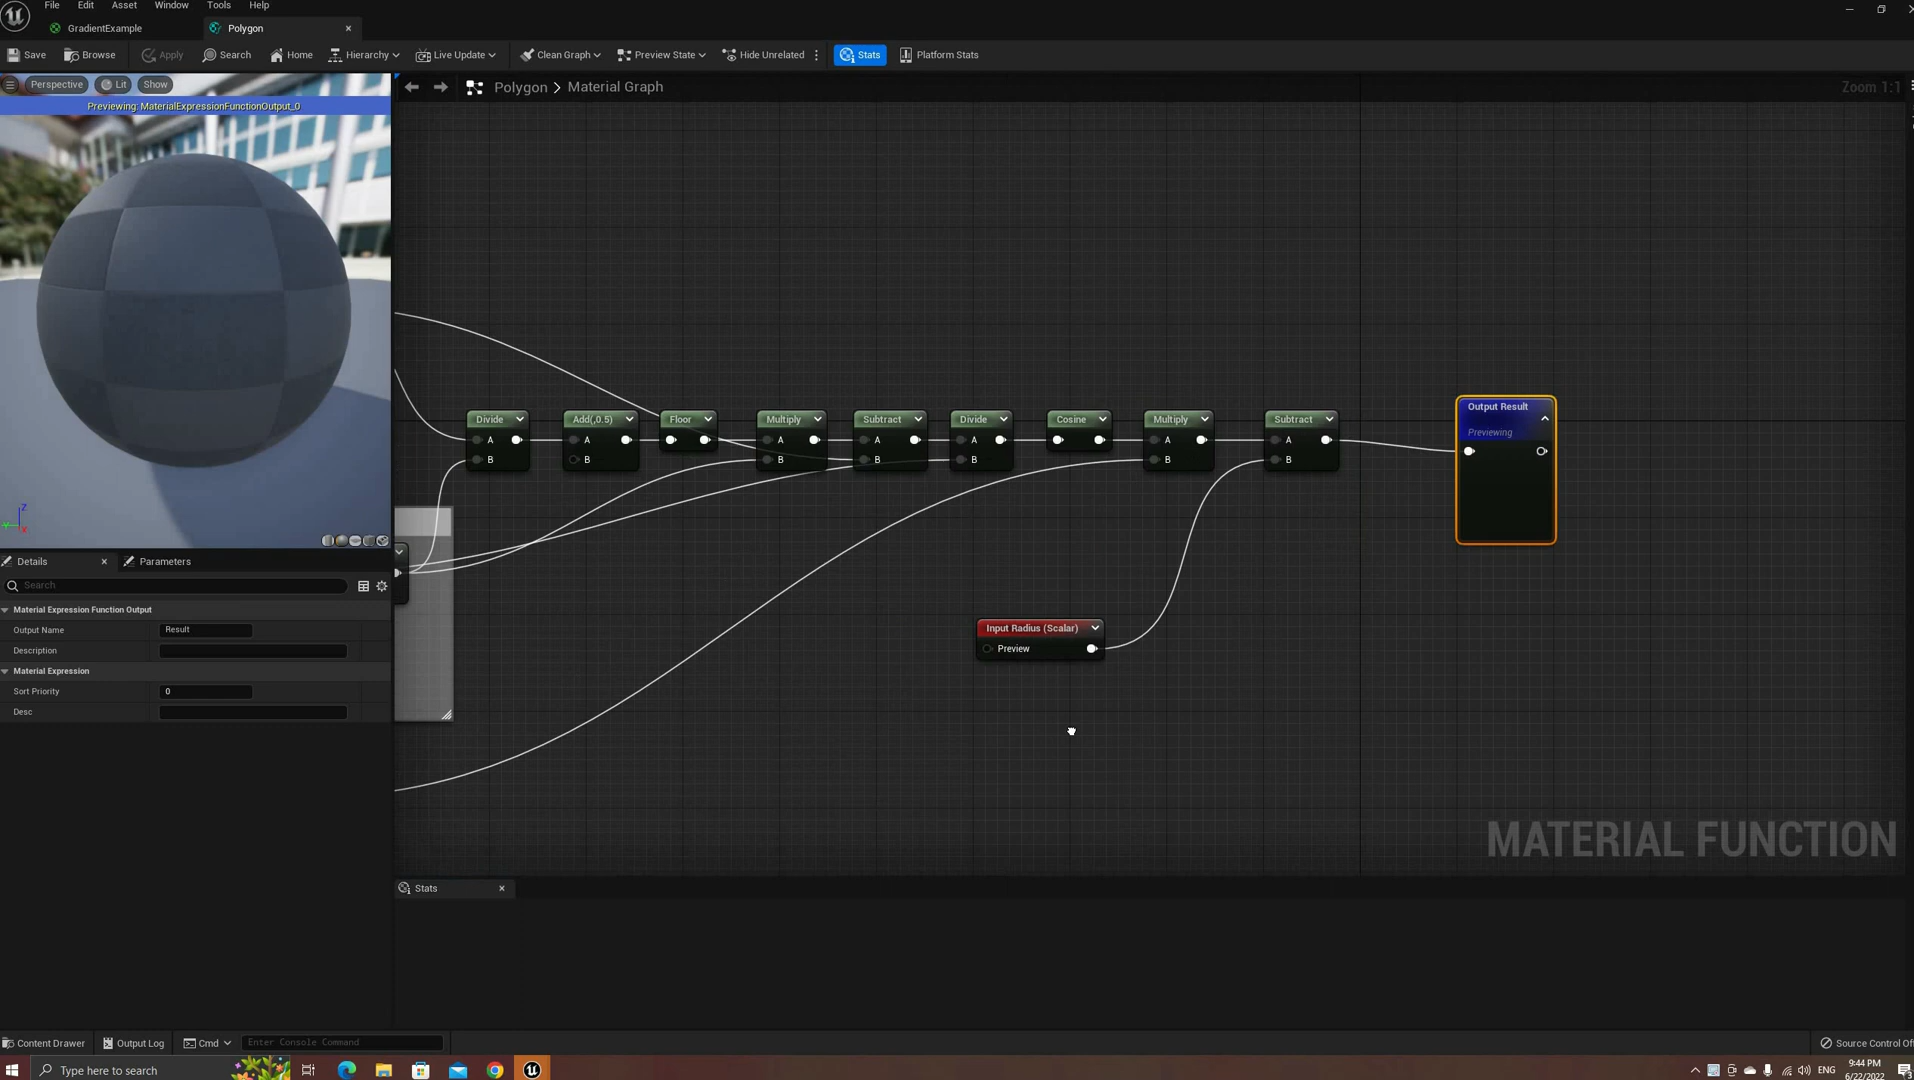 File Edit Asset Window Tools Help
GradientExample Polygon
Save Browse Apply Search Home Hierarchy Live Update Clean Graph Preview State Hide Unrelated Stats Platform Stats
Perspective Lit Show
Polygon > Material Graph
Zoom 1:1
Previewing: MaterialExpressionFunctionOutput_0
Output Result
Previewing
Divide
A
B
Add(,0.5)
A
B
Floor
Multiply
A
B
Subtract
A
B
Divide
A
B
Cosine
Multiply
A
B
Subtract
A
B
Z
Y
X
Input Radius (Scalar)
Preview
Details Parameters
Search
Material Expression Function Output
Output Name Result
Description
Material Expression
Sort Priority 0
Desc
MATERIAL FUNCTION
Stats
Content Drawer Output Log Cmd Enter Console Command Source Control Of
Type here to search
ENG
9:44 PM
6/22/2022
3